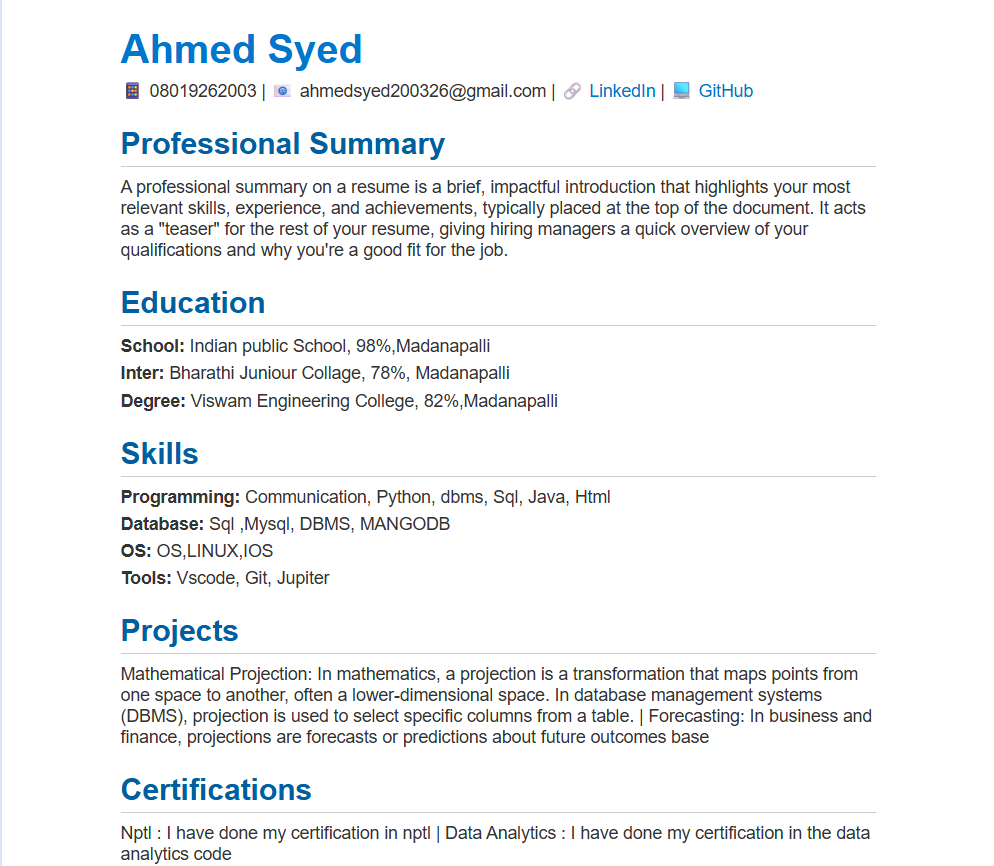 Ahmed Syed
08019262003 | ahmedsyed200326@gmail.com | LinkedIn | GitHub
Professional Summary
A professional summary on a resume is a brief, impactful introduction that highlights your most
relevant skills, experience, and achievements, typically placed at the top of the document. It acts
as a "teaser" for the rest of your resume, giving hiring managers a quick overview of your
qualifications and why you're a good fit for the job.
Education
School: Indian public School, 98%,Madanapalli
Inter: Bharathi Juniour Collage, 78%, Madanapalli
Degree: Viswam Engineering College, 82%,Madanapalli
Skills
Programming: Communication, Python, dbms, Sql, Java, Html
Database: Sql ,Mysql, DBMS, MANGODB
OS: OS,LINUX,IOS
Tools: Vscode, Git, Jupiter
Projects
Mathematical Projection: In mathematics, a projection is a transformation that maps points from
one space to another, often a lower-dimensional space. In database management systems
(DBMS), projection is used to select specific columns from a table. | Forecasting: In business and
finance, projections are forecasts or predictions about future outcomes base
Certifications
Nptl : I have done my certification in nptl | Data Analytics : I have done my certification in the data
analytics code